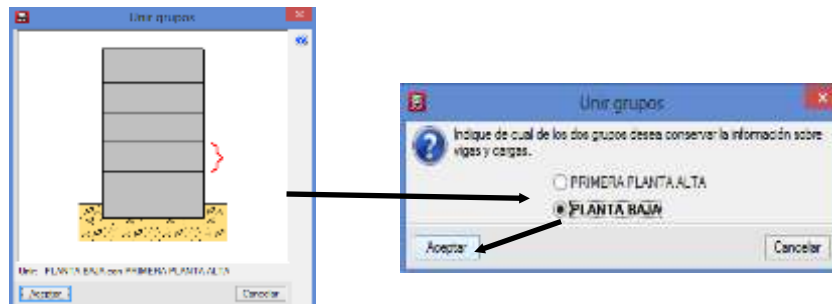 Unir grupos
Unir: PLANTA BAJA con PRIMERA PLANTA ALTA
Aceptar
Cancelar
Unir grupos
Indique de cual de los dos grupos desea conservar la información sobre
vigas y cargas.
PRIMERA PLANTA ALTA
PLANTA BAJA
Aceptar
Cancelar